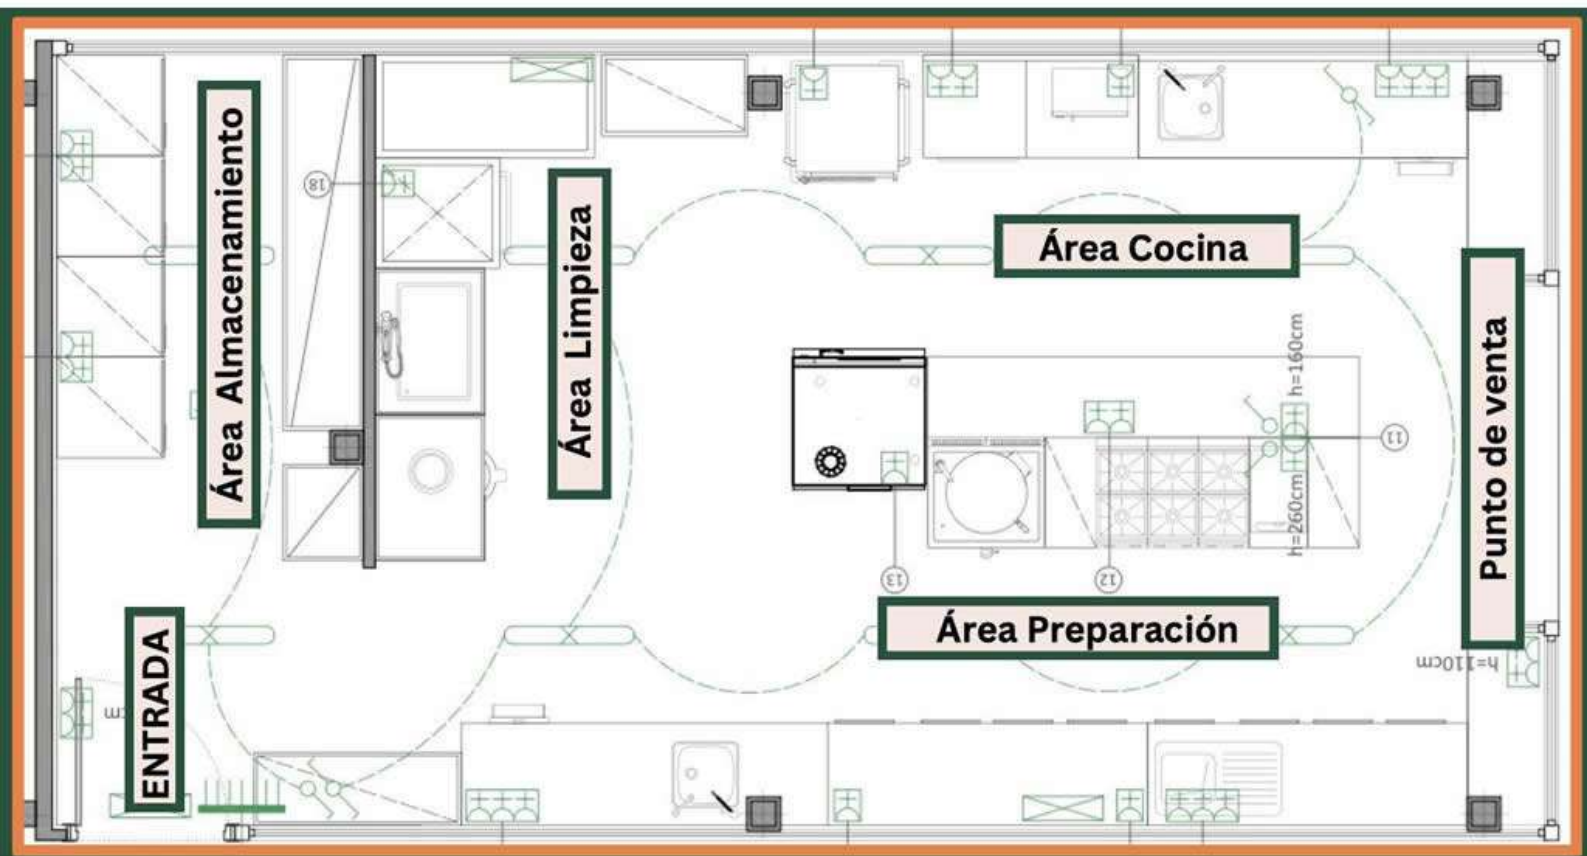 Área Almacenamiento
18
Área Limpieza
Área Cocina
Punto de venta
h=160cm
11
h=260cm
13
12
Área Preparación
h=110cm
ENTRADA